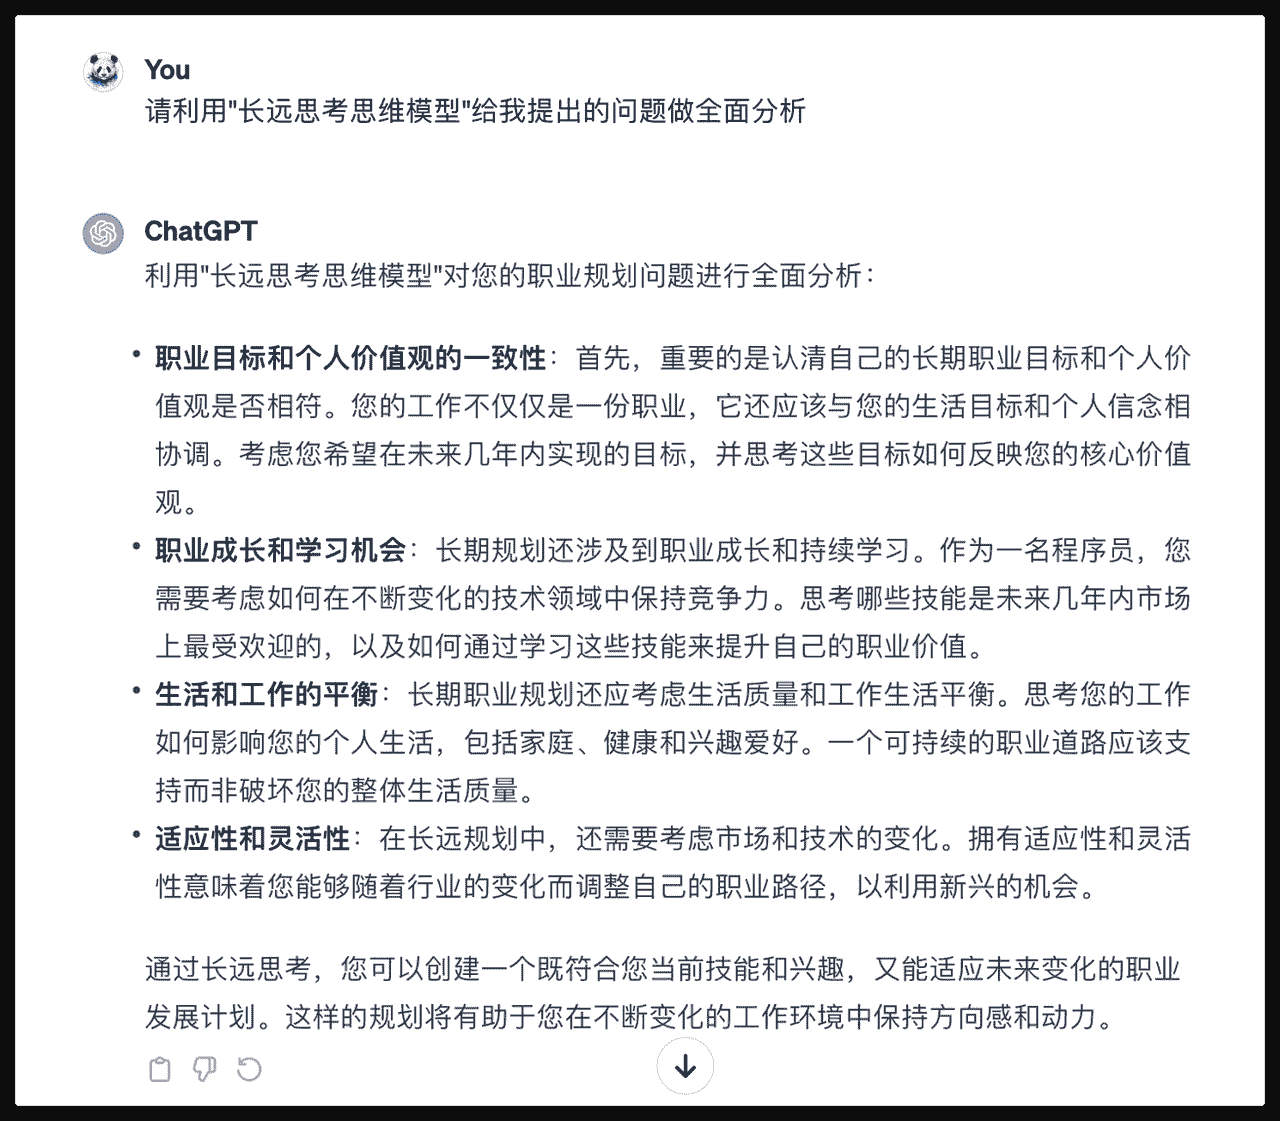 You
请利用"长远思考思维模型"给我提出的问题做全面分析
ChatGPT
利用"长远思考思维模型"对您的职业规划问题进行全面分析：
• 职业目标和个人价值观的一致性：首先，重要的是认清自己的长期职业目标和个人价
值观是否相符。您的工作不仅仅是一份职业，它还应该与您的生活目标和个人信念相
协调。考虑您希望在未来几年内实现的目标，并思考这些目标如何反映您的核心价值
观。
• 职业成长和学习机会：长期规划还涉及到职业成长和持续学习。作为一名程序员，您
需要考虑如何在不断变化的技术领域中保持竞争力。思考哪些技能是未来几年内市场
上最受欢迎的，以及如何通过学习这些技能来提升自己的职业价值。
• 生活和工作的平衡：长期职业规划还应考虑生活质量和工作生活平衡。思考您的工作
如何影响您的个人生活，包括家庭、健康和兴趣爱好。一个可持续的职业道路应该支
持而非破坏您的整体生活质量。
• 适应性和灵活性：在长远规划中，还需要考虑市场和技术的变化。拥有适应性和灵活
性意味着您能够随着行业的变化而调整自己的职业路径，以利用新兴的机会。
通过长远思考，您可以创建一个既符合您当前技能和兴趣，又能适应未来变化的职业
发展计划。这样的规划将有助于您在不断变化的工作环境中保持方向感和动力。